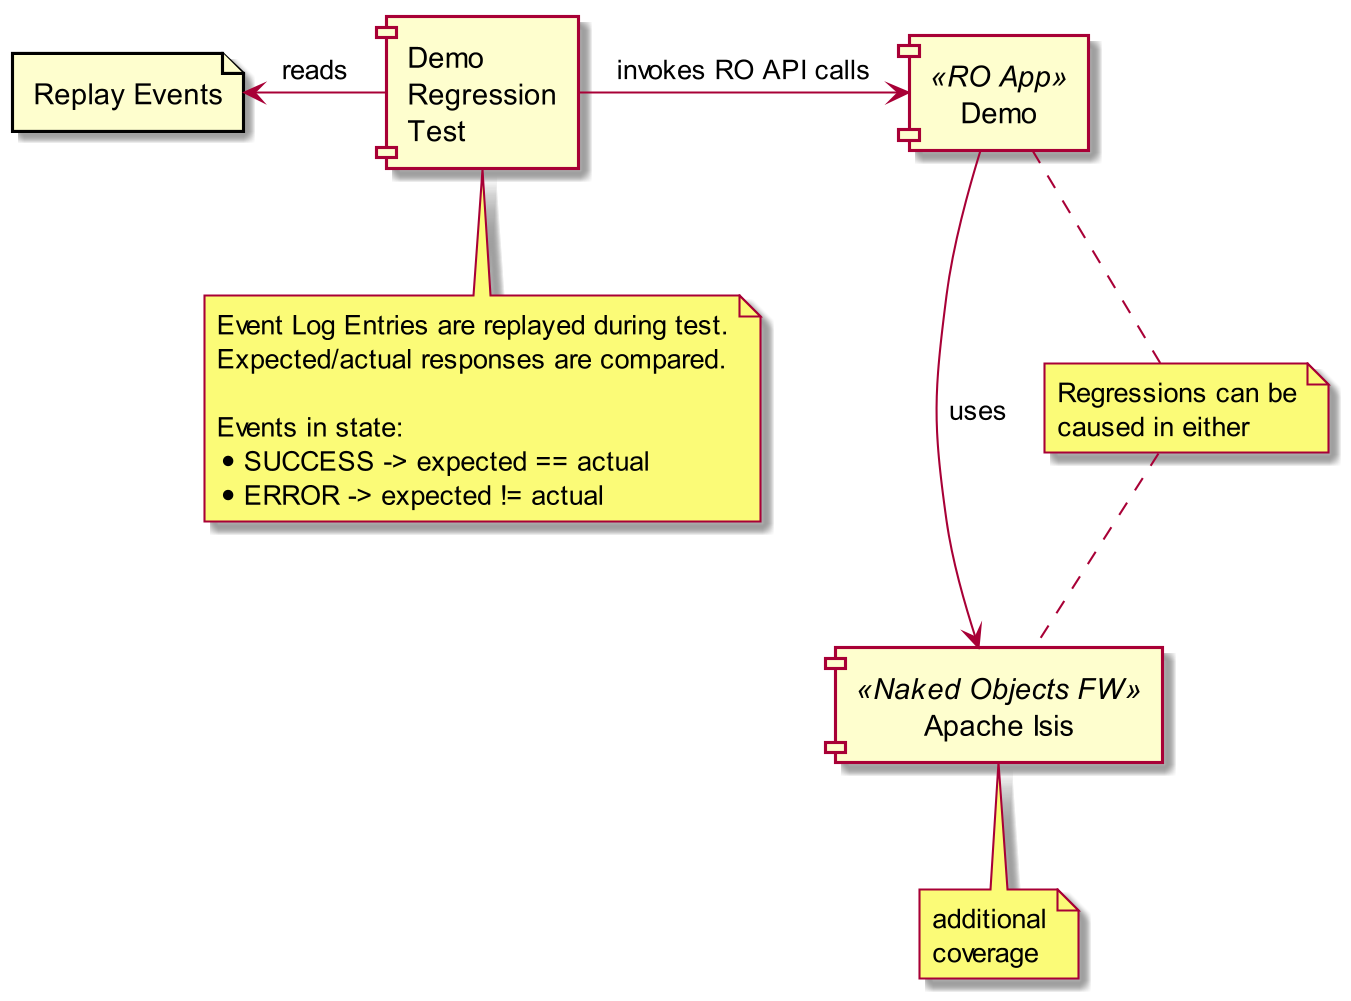 Replay Events
reads
Demo
Regression
Test
invokes RO API calls
«RO App»
Demo
Event Log Entries are replayed during test.
Expected/actual responses are compared.
Events in state:
• SUCCESS -> expected == actual
• ERROR -> expected != actual
uses
Regressions can be
caused in either
«Naked Objects FW»
Apache Isis
additional
coverage